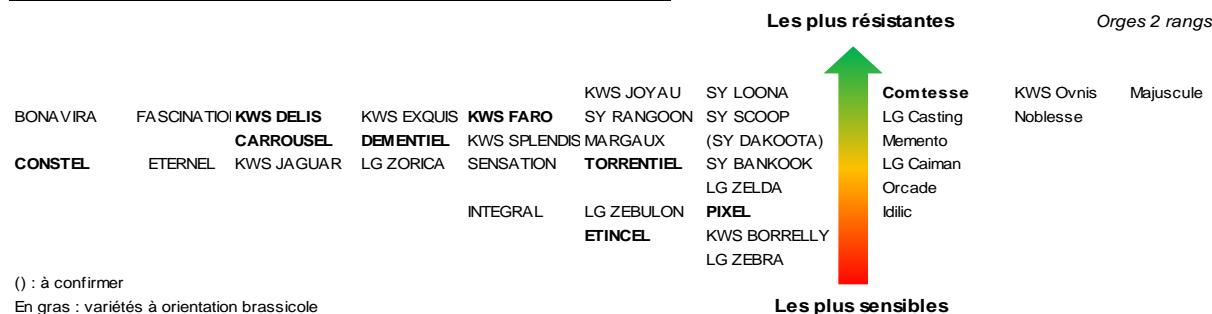 Les plus résistantes Orges 2 rangs
KWS JOYAU SY LOONA Comtesse KWS Ovnis Majuscule
BONAVIRA FASCINATIO KWS DELIS KWS EXQUIS KWS FARO SY RANGOON SY SCOOP LG Casting Noblesse
CARROUSEL DEMENTIEL KWS SPLENDIS MARGAUX (SY DAKOOTA) Memento
CONSTEL ETERNEL KWS JAGUAR LG ZORICA SENSATION TORRENTIEL SY BANKOOK LG Caiman
LG ZELDA Orcade
INTEGRAL LG ZEBULON PIXEL Idilic
ETINCEL KWS BORRELLY
LG ZEBRA
() : à confirmer
En gras : variétés à orientation brassicole Les plus sensibles